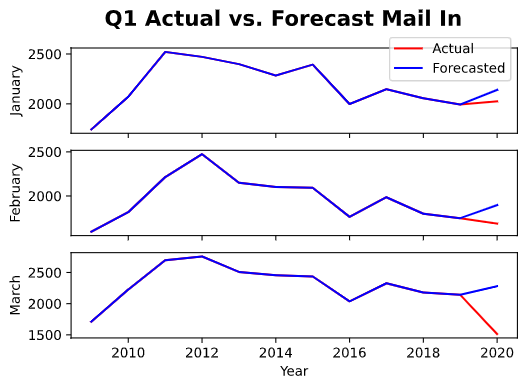 Q1 Actual vs. Forecast Mail In
Actual
Forecasted
January
2500
2000
February
2500
2000
March
2500
2000
1500
2010 2012 2014 2016 2018 2020
Year